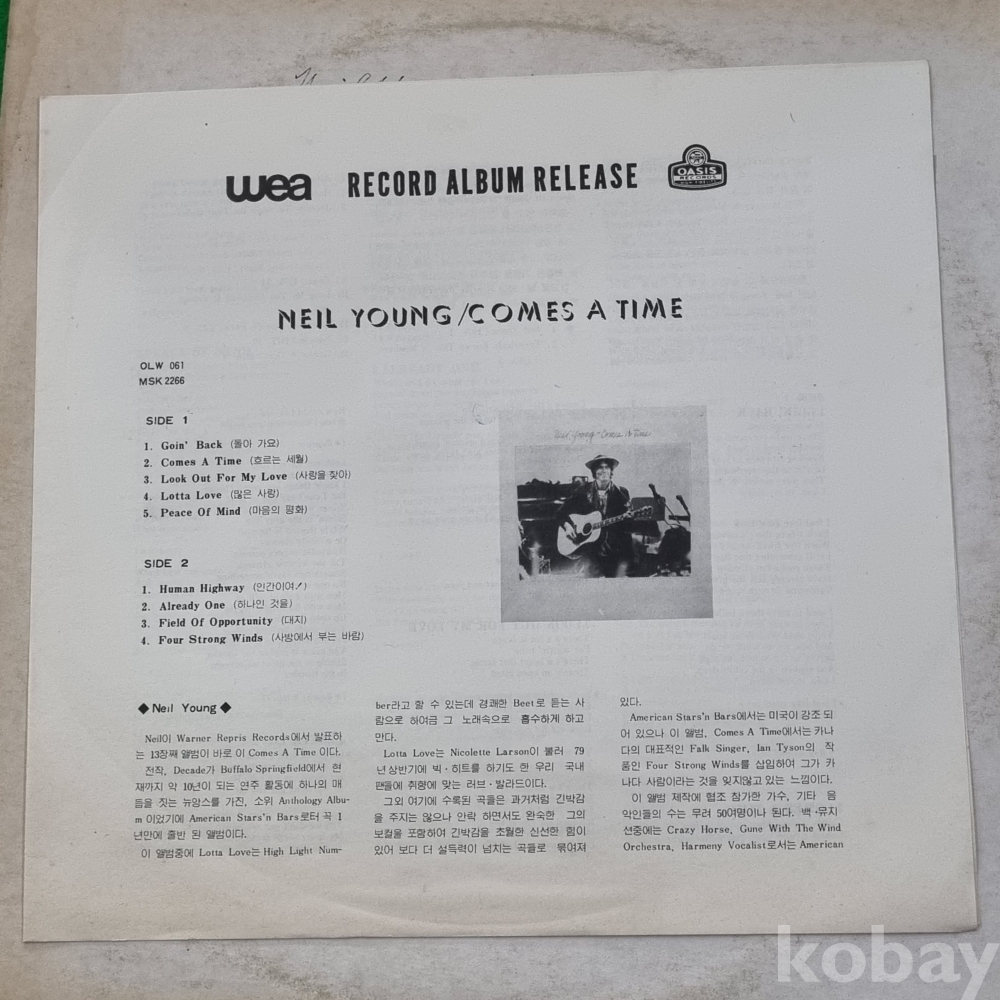 wea RECORD ALBUM RELEASE OASIS RECORDS
NEIL YOUNG/COMES A TIME
OLW 061
MSK 2266
SIDE 1
1. Goin' Back (돌아 가요)
2. Comes A Time (흐르는 세월)
3. Look Out For My Love (사랑을 찾아)
4. Lotta Love (많은 사랑)
5. Peace Of Mind (마음의 평화)
SIDE 2
1. Human Highway (인간이여!)
2. Already One (하나인 것을)
3. Field Of Opportunity (대지)
4. Four Strong Winds (사방에서 부는 바람)
Neil Young - Comes A Time
◆Neil Young◆
Neil이 Warner Repris Records에서 발표하
는 13장째 앨범이 바로 이 Comes A Time 이다.
전작, Decade가 Buffalo Springfield에서 현
재까지 약 10년이 되는 연주 활동에 하나의 매
듭을 짓는 뉴앙스를 가진, 소위 Anthology Albu-
m 이었기에 American Stars'n Bars로터 꼭 1
년만에 출반 된 앨범이다.
이 앨범중에 Lotta Love는 High Light Num-
ber라고 할 수 있는데 경쾌한 Beet로 듣는 사
람으로 하여금 그 노래속으로 흡수하게 하고
만다.
Lotta Love는 Nicolette Larson이 불러 79
년상반기에 빅·히트를 하기도 한 우리 국내
팬들에 취향에 맞는 러브·발라드이다.
그외 여기에 수록된 곡들은 과거처럼 긴박감
을 주지는 않으나 안락 하면서도 완숙한 그의
보컬을 포함하여 긴박감을 초월한 신선한 힘이
있어 보다 더 설득력이 넘치는 곡들로 묶여져
있다.
American Stars'n Bars에서는 미국이 강조 되
어 있으나 이 앨범, Comes A Time에서는 카나
다의 대표적인 Falk Singer, Ian Tyson의 작
품인 Four Strong Winds를 삽입하여 그가 카
나다 사람이라는 것을 잊지않고 있는 느낌이다.
이 앨범 제작에 협조 참가한 가수, 기타 음
악인들의 수는 무려 50여명이나 된다. 백·뮤지
션중에는 Crazy Horse, Gune With The Wind
Orchestra, Harmeny Vocalist로서는 American
kobay